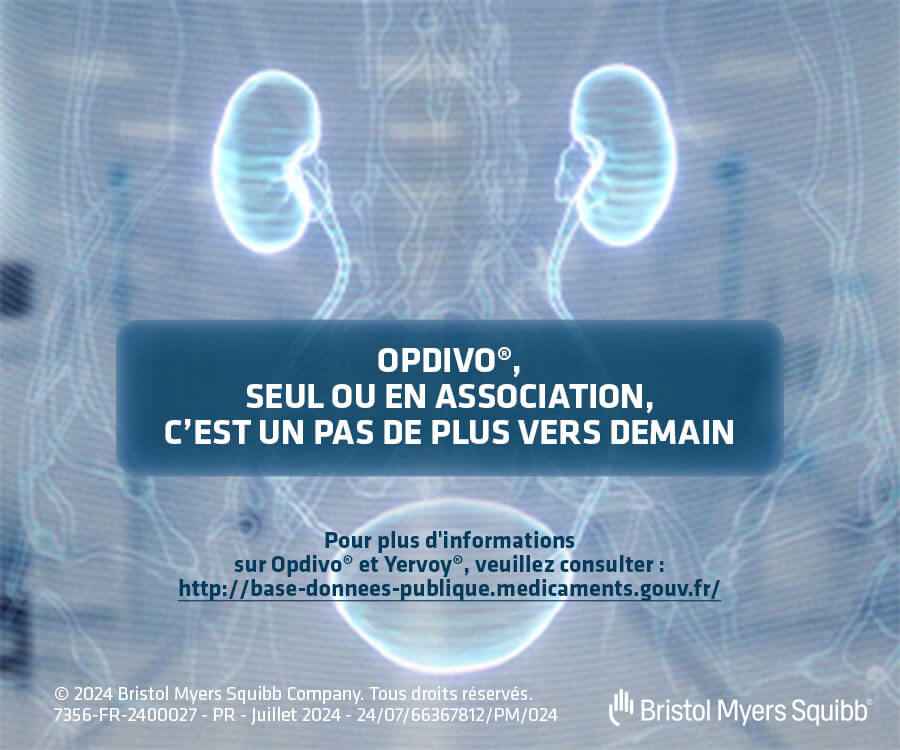 OPDIVO®,
SEUL OU EN ASSOCIATION,
C’EST UN PAS DE PLUS VERS DEMAIN
Pour plus d'informations
sur Opdivo® et Yervoy®, veuillez consulter :
http://base-donnees-publique.medicaments.gouv.fr/
© 2024 Bristol Myers Squibb Company. Tous droits réservés.
7356-FR-2400027 - PR - Juillet 2024 - 24/07/66367812/PM/024
Bristol Myers Squibb®